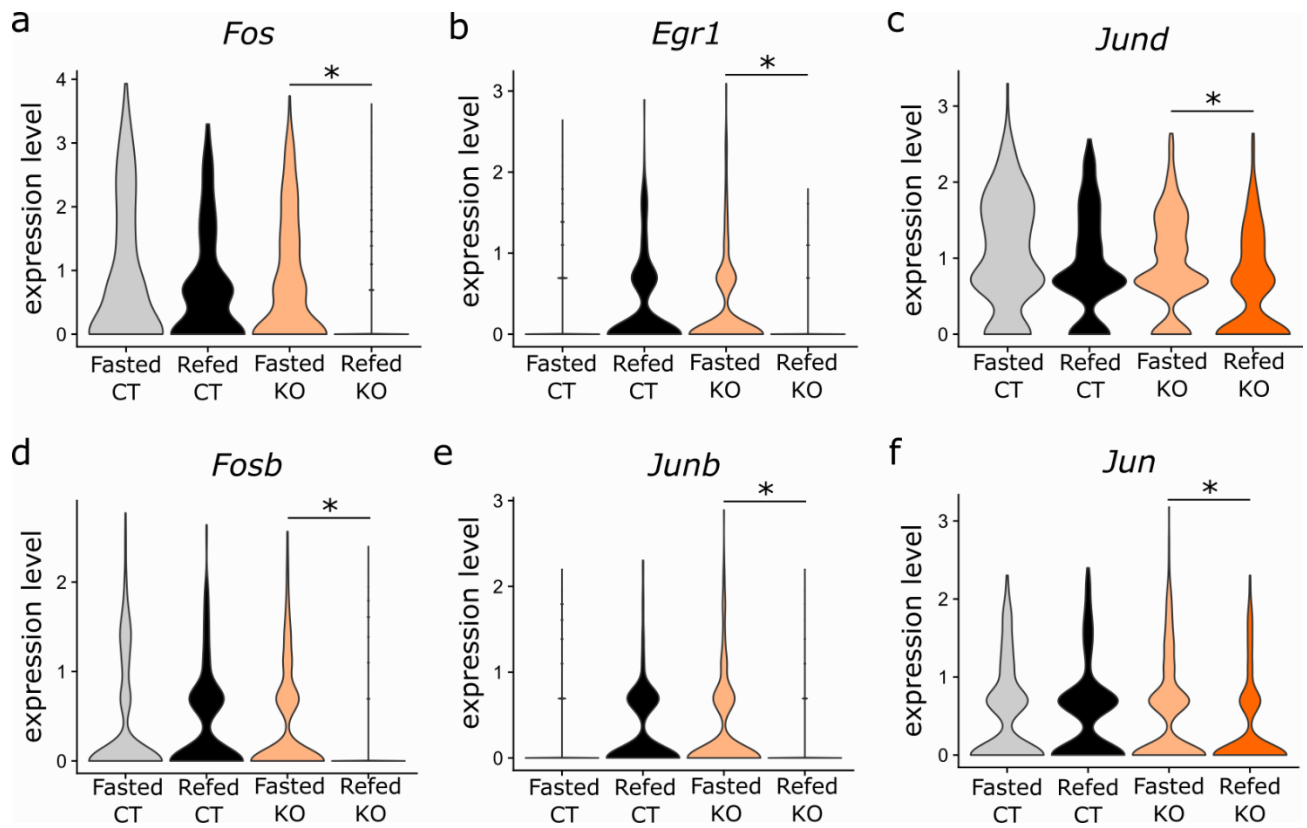 a
Fos
*
expression level
4
3
2
1
0
Fasted CT
Refed CT
Fasted KO
Refed KO
b
Egr1
*
expression level
3
2
1
0
Fasted CT
Refed CT
Fasted KO
Refed KO
c
Jund
*
expression level
3
2
1
0
Fasted CT
Refed CT
Fasted KO
Refed KO
d
Fosb
*
expression level
2
1
0
Fasted CT
Refed CT
Fasted KO
Refed KO
e
Junb
*
expression level
3
2
1
0
Fasted CT
Refed CT
Fasted KO
Refed KO
f
Jun
*
expression level
3
2
1
0
Fasted CT
Refed CT
Fasted KO
Refed KO